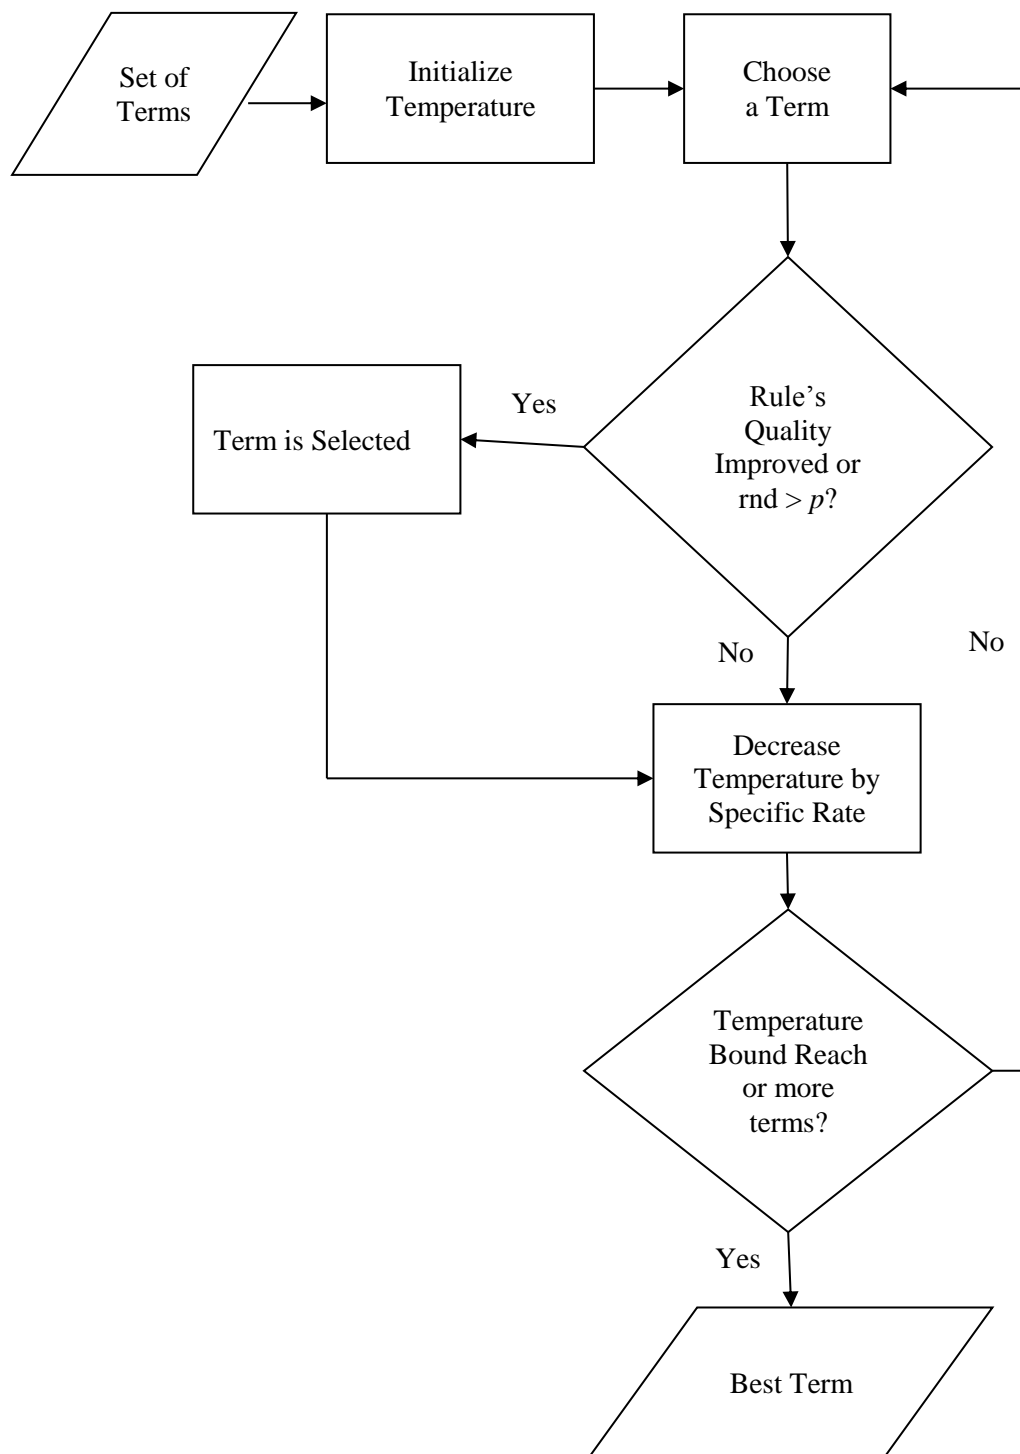 Set of
Terms
Initialize
Temperature
Choose
a Term
Rule’s
Quality
Improved or
rnd > p?
Yes
Term is Selected
No
No
Decrease
Temperature by
Specific Rate
Temperature
Bound Reach
or more
terms?
Yes
Best Term